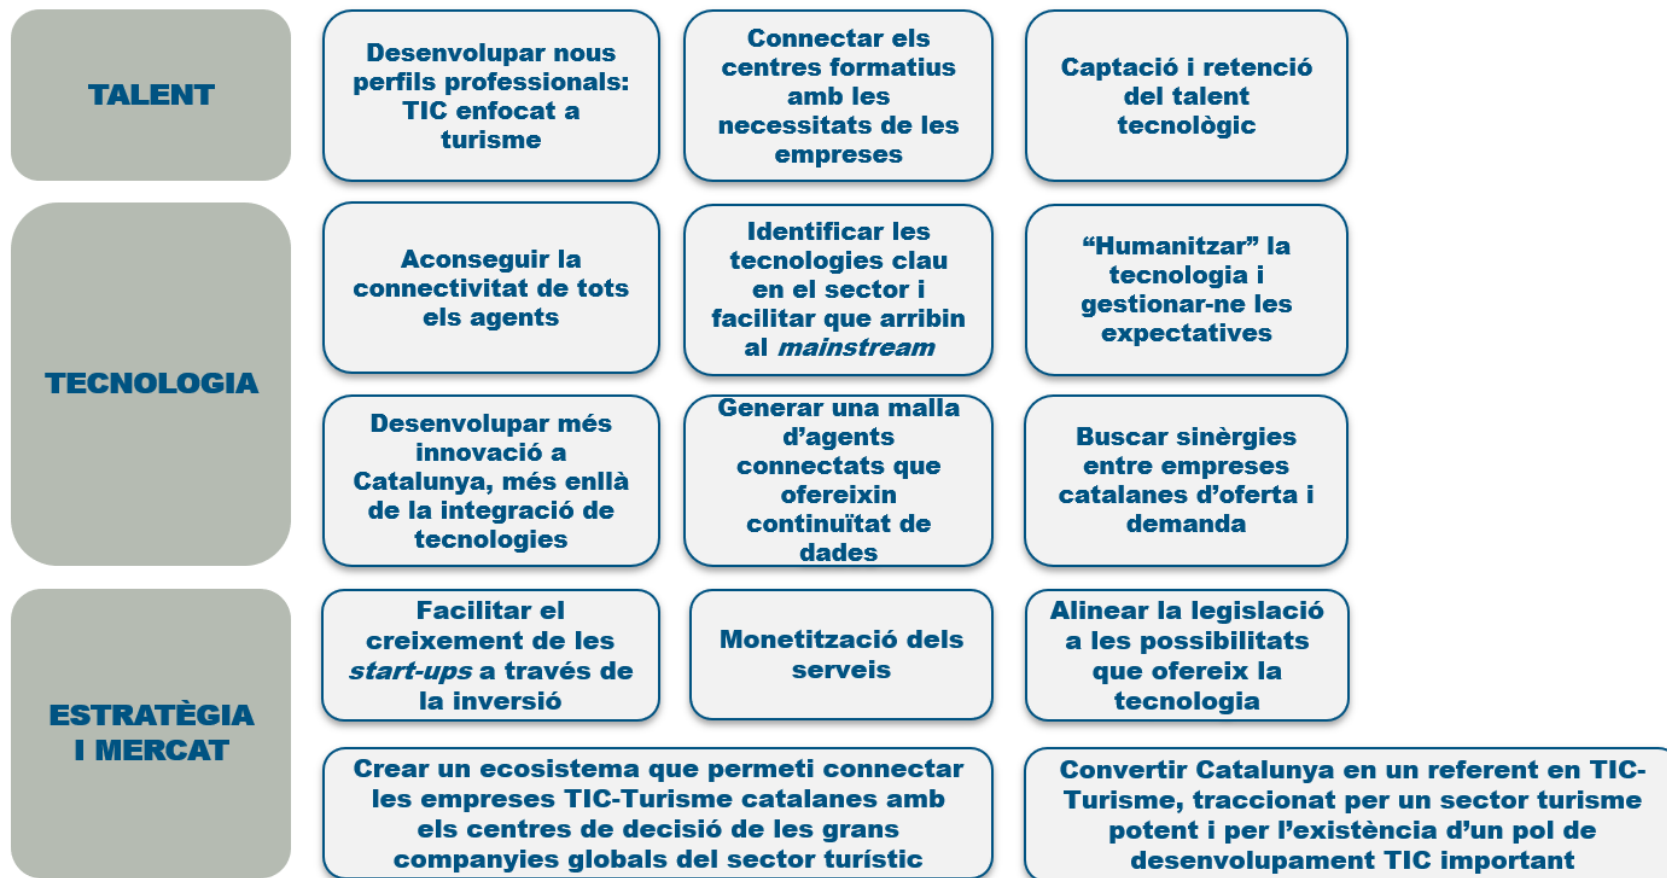 TALENT
Desenvolupar nous
perfils professionals:
TIC enfocat a
turisme
Connectar els
centres formatius
amb les
necessitats de les
empreses
Captació i retenció
del talent
tecnològic
TECNOLOGIA
Aconseguir la
connectivitat de tots
els agents
Identificar les
tecnologies clau
en el sector i
facilitar que arribin
al mainstream
“Humanitzar” la
tecnologia i
gestionar-ne les
expectatives
Desenvolupar més
innovació a
Catalunya, més enllà
de la integració de
tecnologies
Generar una malla
d’agents
connectats que
ofereixin
continuïtat de
dades
Buscar sinèrgies
entre empreses
catalanes d’oferta i
demanda
ESTRATÈGIA
I MERCAT
Facilitar el
creixement de les
start-ups a través de
la inversió
Monetització dels
serveis
Alinear la legislació
a les possibilitats
que ofereix la
tecnologia
Crear un ecosistema que permeti connectar
les empreses TIC-Turisme catalanes amb
els centres de decisió de les grans
companyies globals del sector turístic
Convertir Catalunya en un referent en TIC-
Turisme, traccionat per un sector turisme
potent i per l’existència d’un pol de
desenvolupament TIC important